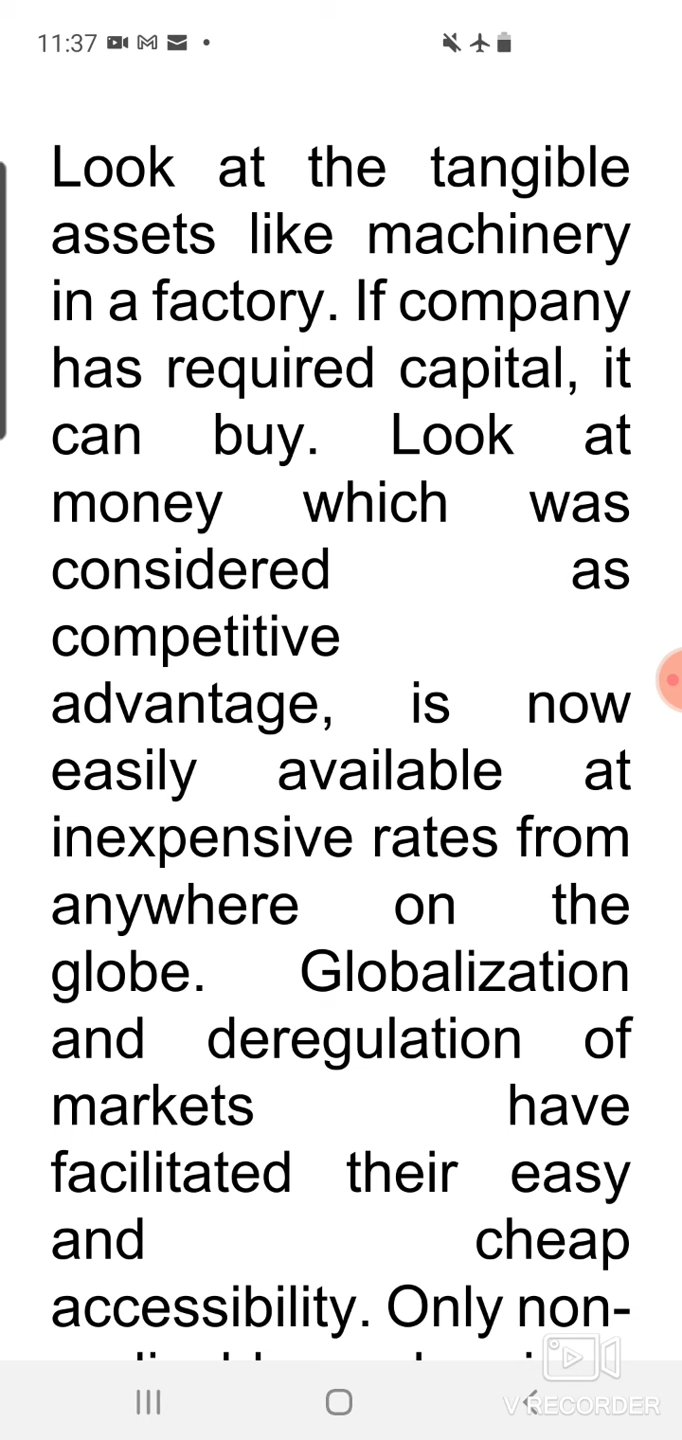 11:37
Look at the tangible
assets like machinery
in a factory. If company
has required capital, it
can buy. Look at
money which was
considered as
competitive
advantage, is now
easily available at
inexpensive rates from
anywhere on the
globe. Globalization
and deregulation of
markets have
facilitated their easy
and cheap
accessibility. Only non-
V RECORDER